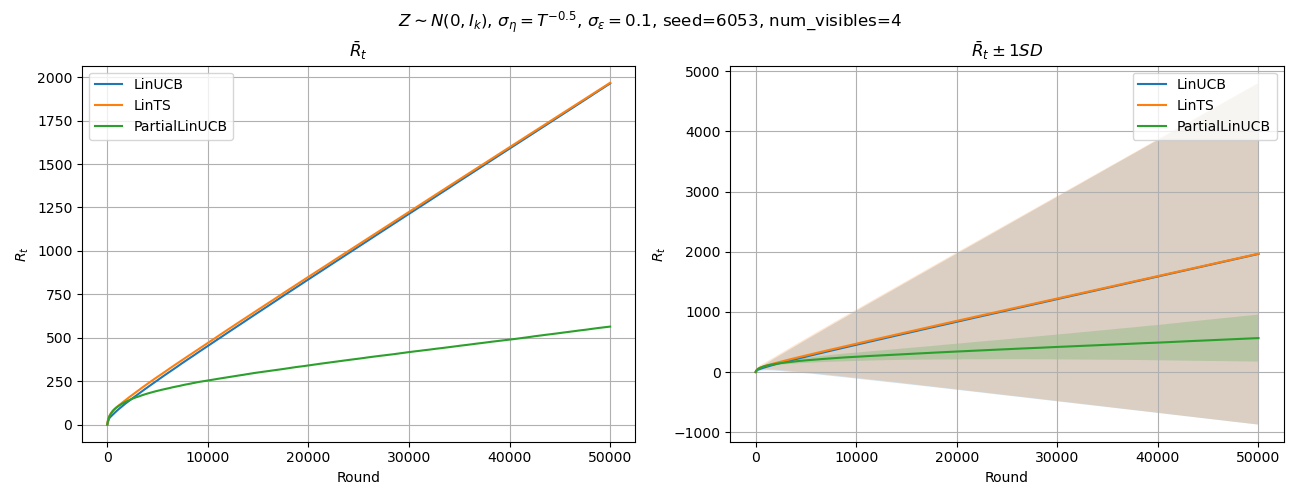 Z ~ N(0, I_k), σ_η = T^{-0.5}, σ_ε = 0.1, seed=6053, num_visibles=4
R̄_t
2000
1750
1500
1250
1000
750
500
250
0
R_t
LinUCB
LinTS
PartialLinUCB
0 10000 20000 30000 40000 50000
Round
R̄_t ± 1SD
5000
4000
3000
2000
1000
0
−1000
R_t
LinUCB
LinTS
PartialLinUCB
0 10000 20000 30000 40000 50000
Round